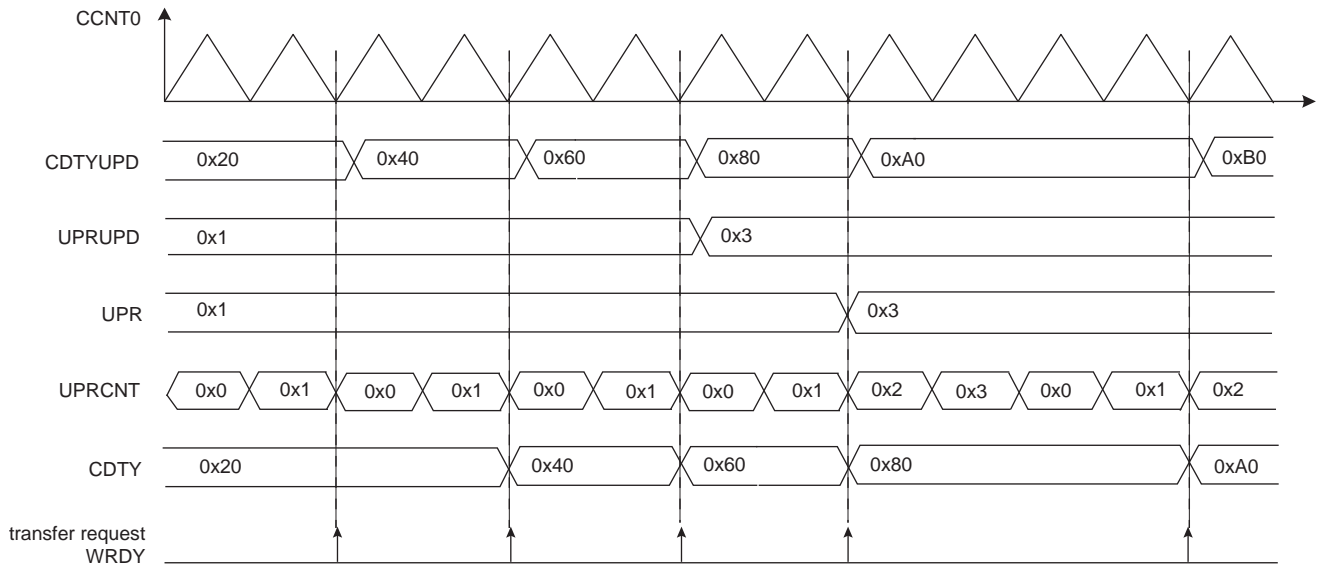 CCNT0
CDTYUPD 0x20 0x40 0x60 0x80 0xA0 0xB0
UPRUPD 0x1 0x3
UPR 0x1 0x3
UPRCNT 0x0 0x1 0x0 0x1 0x0 0x1 0x0 0x1 0x2 0x3 0x0 0x1 0x2
CDTY 0x20 0x40 0x60 0x80 0xA0
transfer request
WRDY